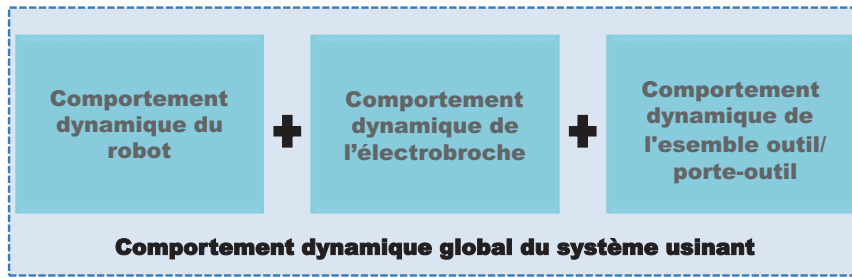 Comportement
dynamique du
robot
Comportement
dynamique de
l’électrobroche
Comportement
dynamique de
l'esemble outil/
porte-outil
Comportement dynamique global du système usinant